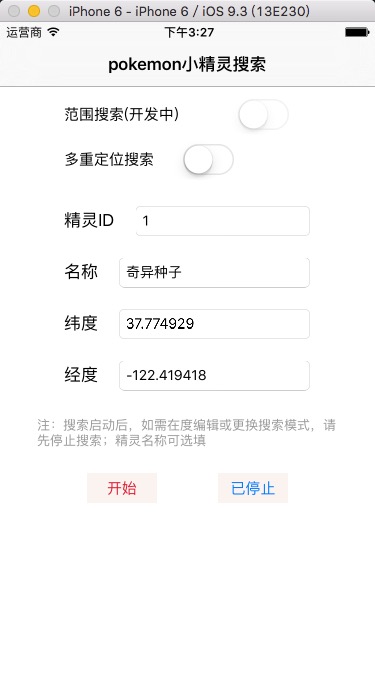 iPhone 6 - iPhone 6 / iOS 9.3 (13E230)
运营商 下午3:27
pokemon小精灵搜索
范围搜索(开发中)
多重定位搜索
精灵ID 1
名称 奇异种子
纬度 37.774929
经度 -122.419418
注：搜索启动后，如需在度编辑或更换搜索模式，请
先停止搜索；精灵名称可选填
开始 已停止